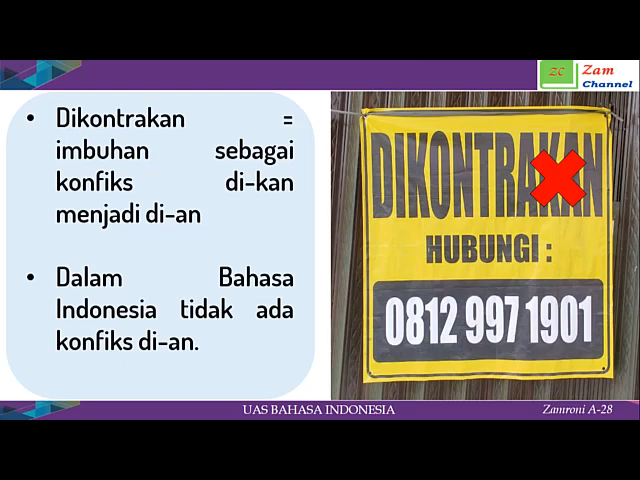 zc Zam
Channel
• Dikontrakan =
imbuhan sebagai
konfiks di-kan
menjadi di-an
• Dalam Bahasa
Indonesia tidak ada
konfiks di-an.
DIKONTRAKAN
HUBUNGI :
0812 997 1901
UAS BAHASA INDONESIA
Zamroni A-28